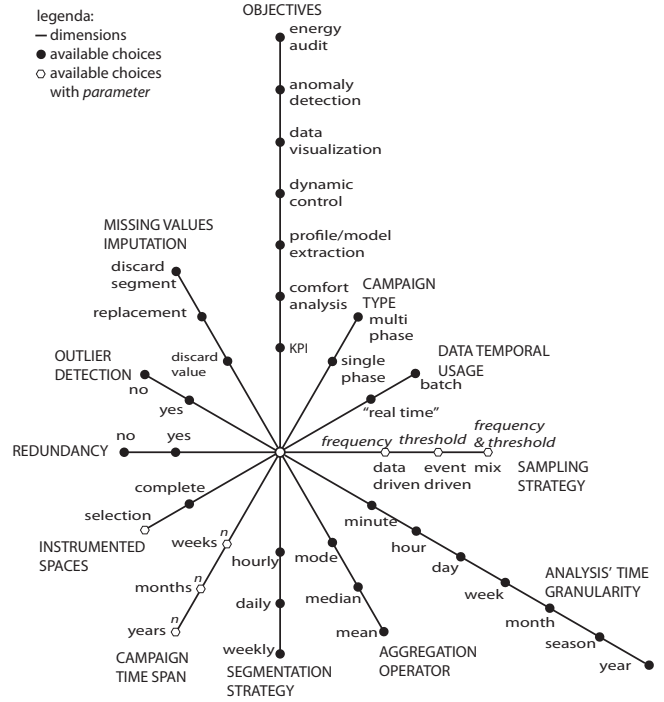 legenda:
dimensions
available choices
available choices
with parameter
OBJECTIVES
energy
audit
anomaly
detection
data
visualization
dynamic
control
profile/model
extraction
comfort
analysis
KPI
MISSING VALUES
IMPUTATION
discard
segment
replacement
discard
value
CAMPAIGN
TYPE
multi
phase
single
phase
OUTLIER
DETECTION
no
yes
DATA TEMPORAL
USAGE
batch
“real time”
REDUNDANCY
no
yes
frequency
threshold
frequency
& threshold
data
driven
event
driven
mix
SAMPLING
STRATEGY
complete
selection
INSTRUMENTED
SPACES
n
weeks
n
months
n
years
CAMPAIGN
TIME SPAN
hourly
daily
weekly
SEGMENTATION
STRATEGY
mode
median
mean
AGGREGATION
OPERATOR
minute
hour
day
week
month
season
year
ANALYSIS’ TIME
GRANULARITY